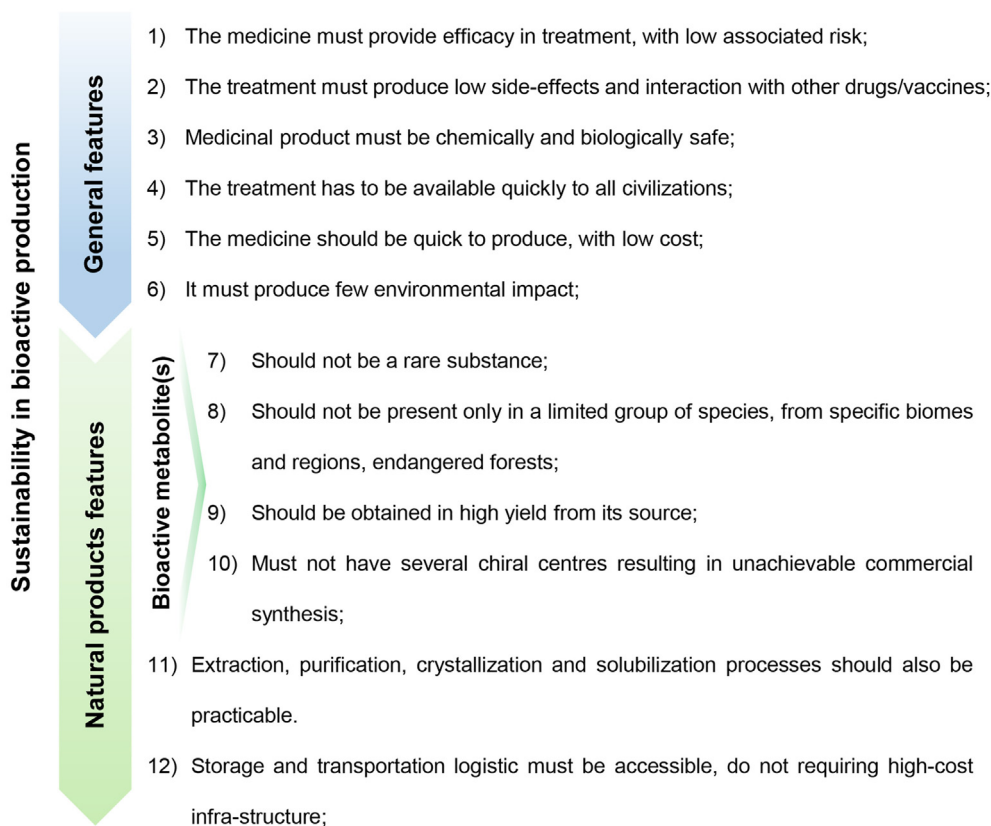 Sustainability in bioactive production
General features
1) The medicine must provide efficacy in treatment, with low associated risk;
2) The treatment must produce low side-effects and interaction with other drugs/vaccines;
3) Medicinal product must be chemically and biologically safe;
4) The treatment has to be available quickly to all civilizations;
5) The medicine should be quick to produce, with low cost;
6) It must produce few environmental impact;
Natural products features
Bioactive metabolite(s)
7) Should not be a rare substance;
8) Should not be present only in a limited group of species, from specific biomes
and regions, endangered forests;
9) Should be obtained in high yield from its source;
10) Must not have several chiral centres resulting in unachievable commercial
synthesis;
11) Extraction, purification, crystallization and solubilization processes should also be
practicable.
12) Storage and transportation logistic must be accessible, do not requiring high-cost
infra-structure;